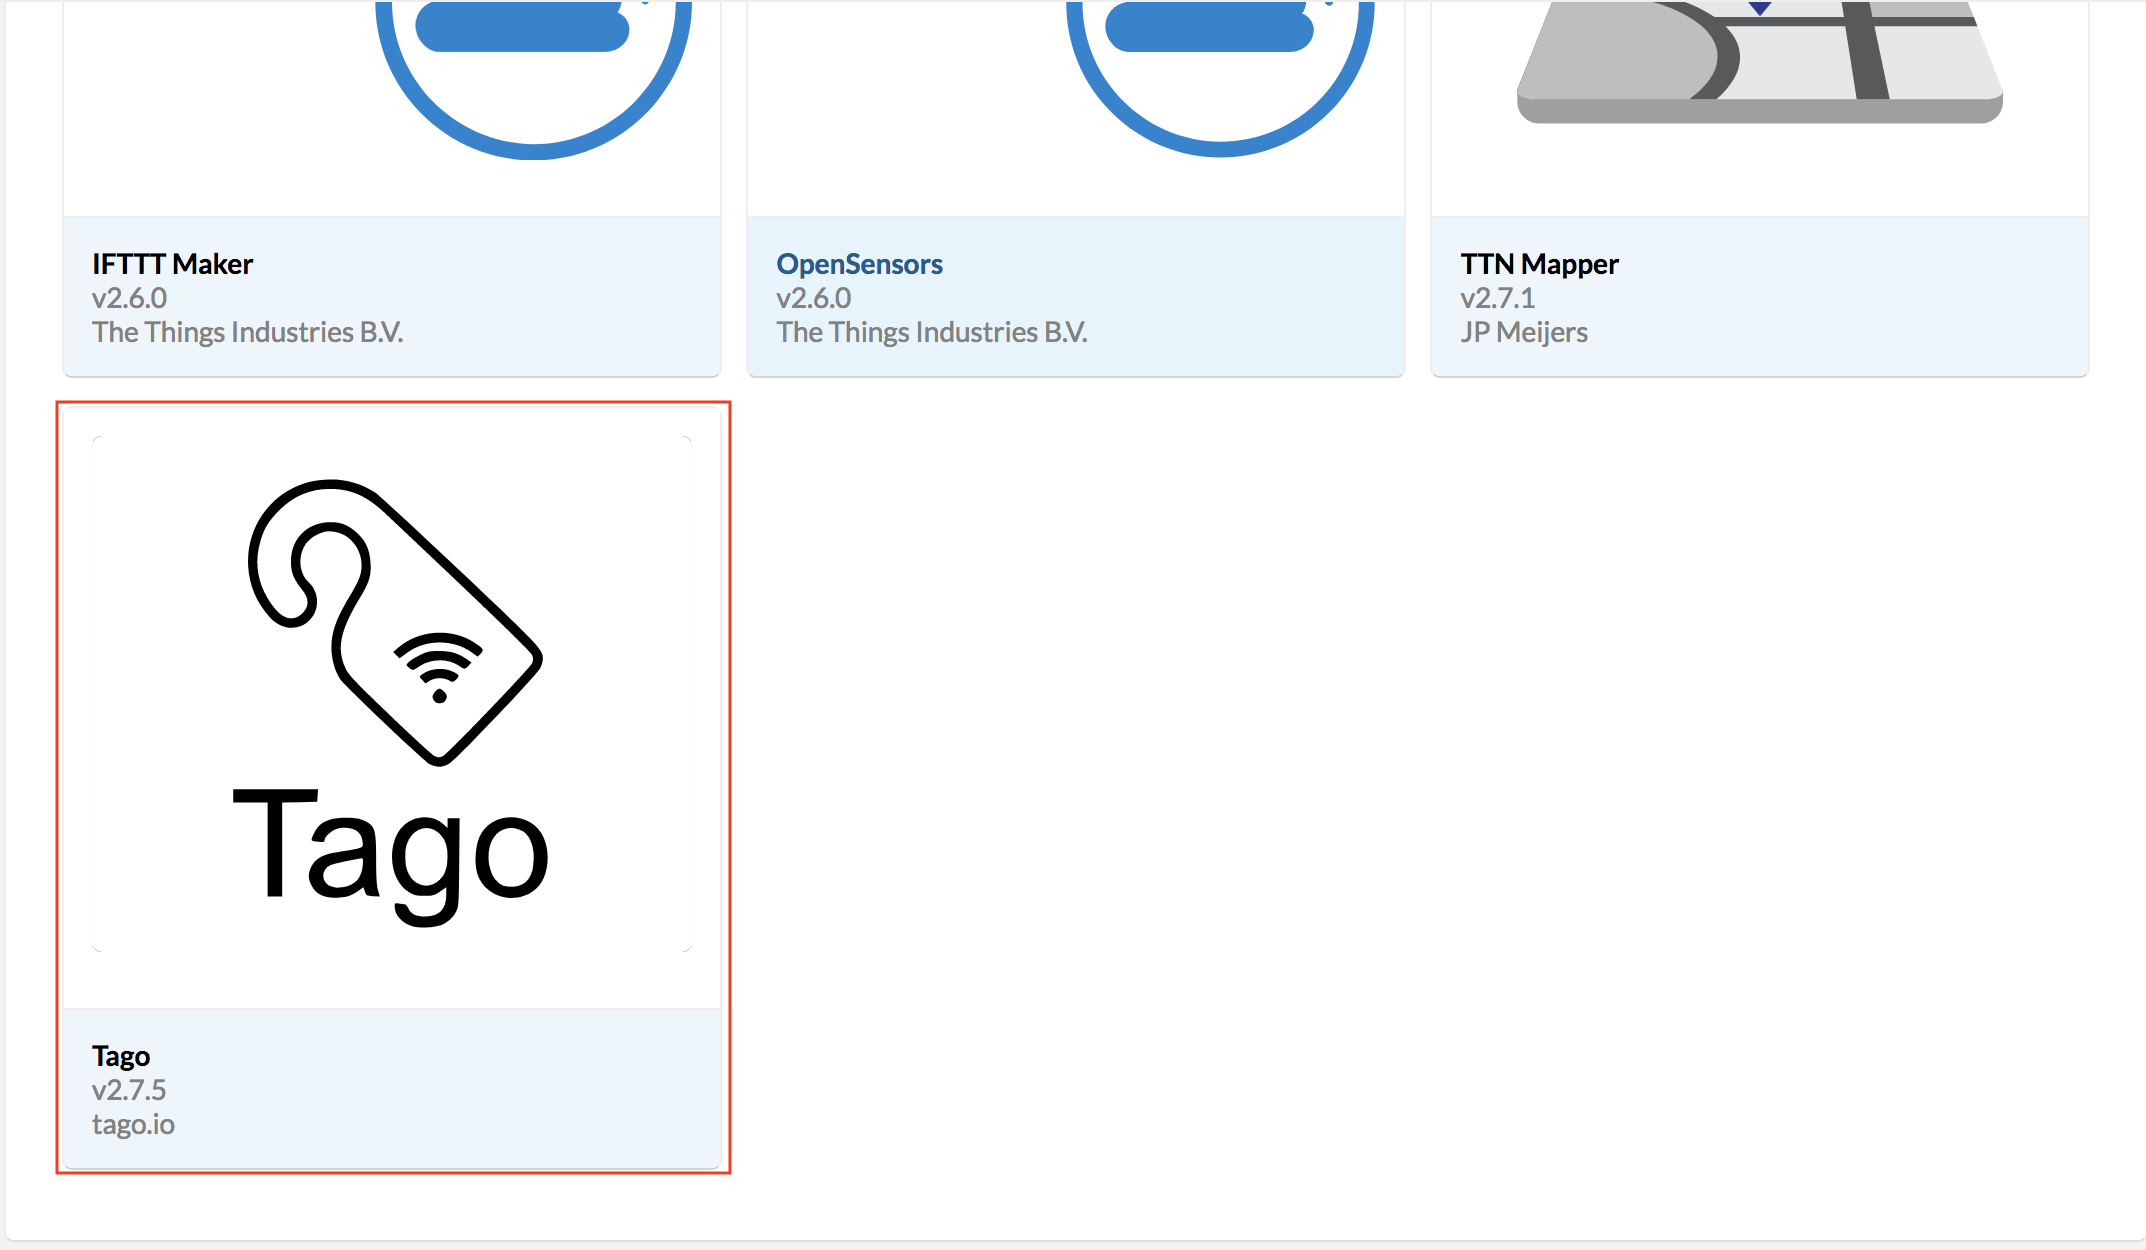 IFTTT Maker
v2.6.0
The Things Industries B.V.
OpenSensors
v2.6.0
The Things Industries B.V.
TTN Mapper
v2.7.1
JP Meijers
Tago
Tago
v2.7.5
tago.io